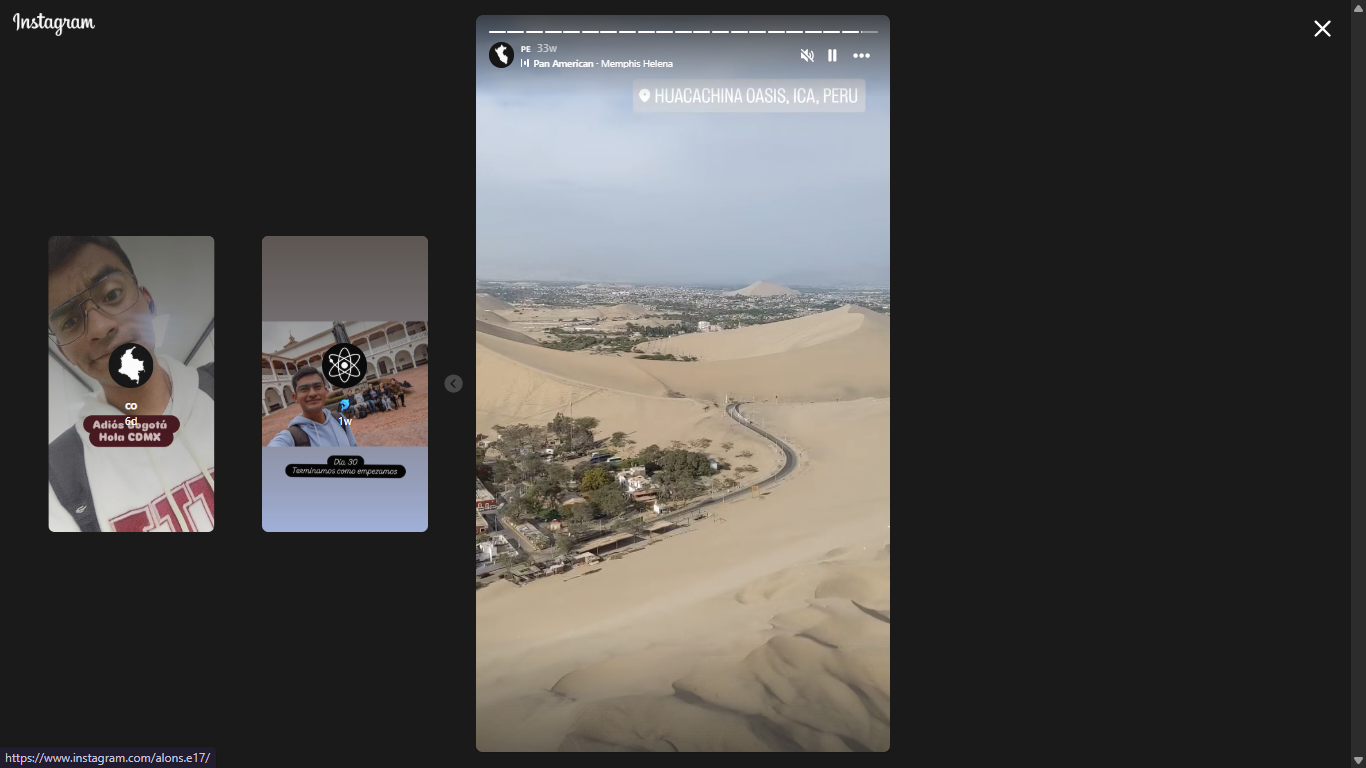 Instagram
PE 33w
Pan American · Memphis Helena
HUACACHINA OASIS, ICA, PERU
CO
6d
Adiós Bogotá
Hola CDMX
1w
Día 30
Terminamos como empezamos
https://www.instagram.com/alons.e17/